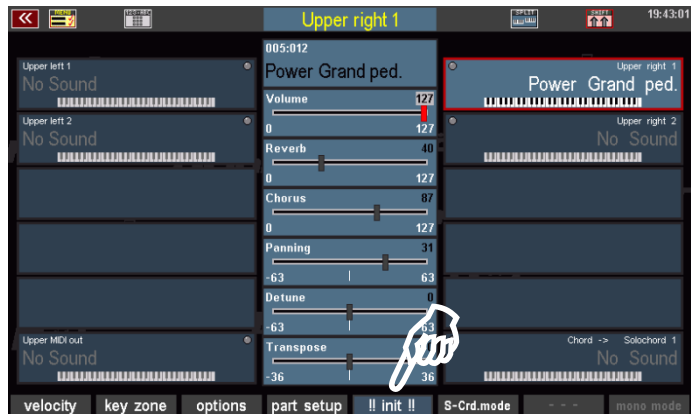 MENU
Upper right 1
SPLIT
SHIFT
19:43:01
005:012
Power Grand ped.
Upper left 1
No Sound
Upper left 2
No Sound
Upper MIDI out
No Sound
Volume 127
0 127
Reverb 40
0 127
Chorus 87
0 127
Panning 31
-63 63
Detune 0
-63 63
Transpose
-36 36
Upper right 1
Power Grand ped.
Upper right 2
No Sound
Chord -> Solochord 1
No Sound
velocity key zone options part setup !! init !! S-Crd.mode - - - mono mode